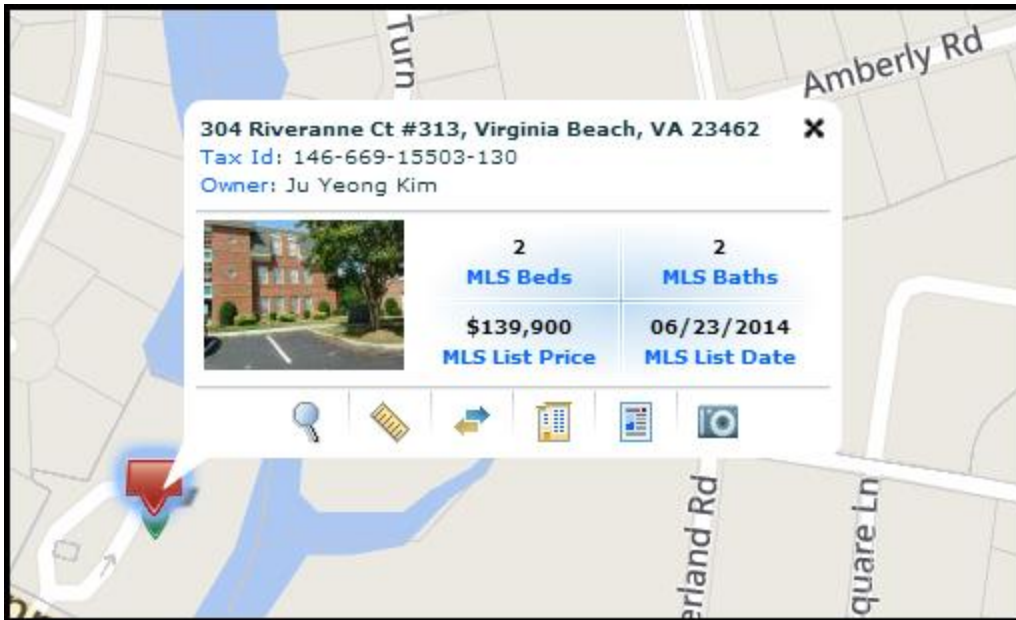 Turn
Amberly Rd
304 Riveranne Ct #313, Virginia Beach, VA 23462
Tax Id: 146-669-15503-130
Owner: Ju Yeong Kim
2
MLS Beds
2
MLS Baths
$139,900
MLS List Price
06/23/2014
MLS List Date
erland Rd
quare Ln